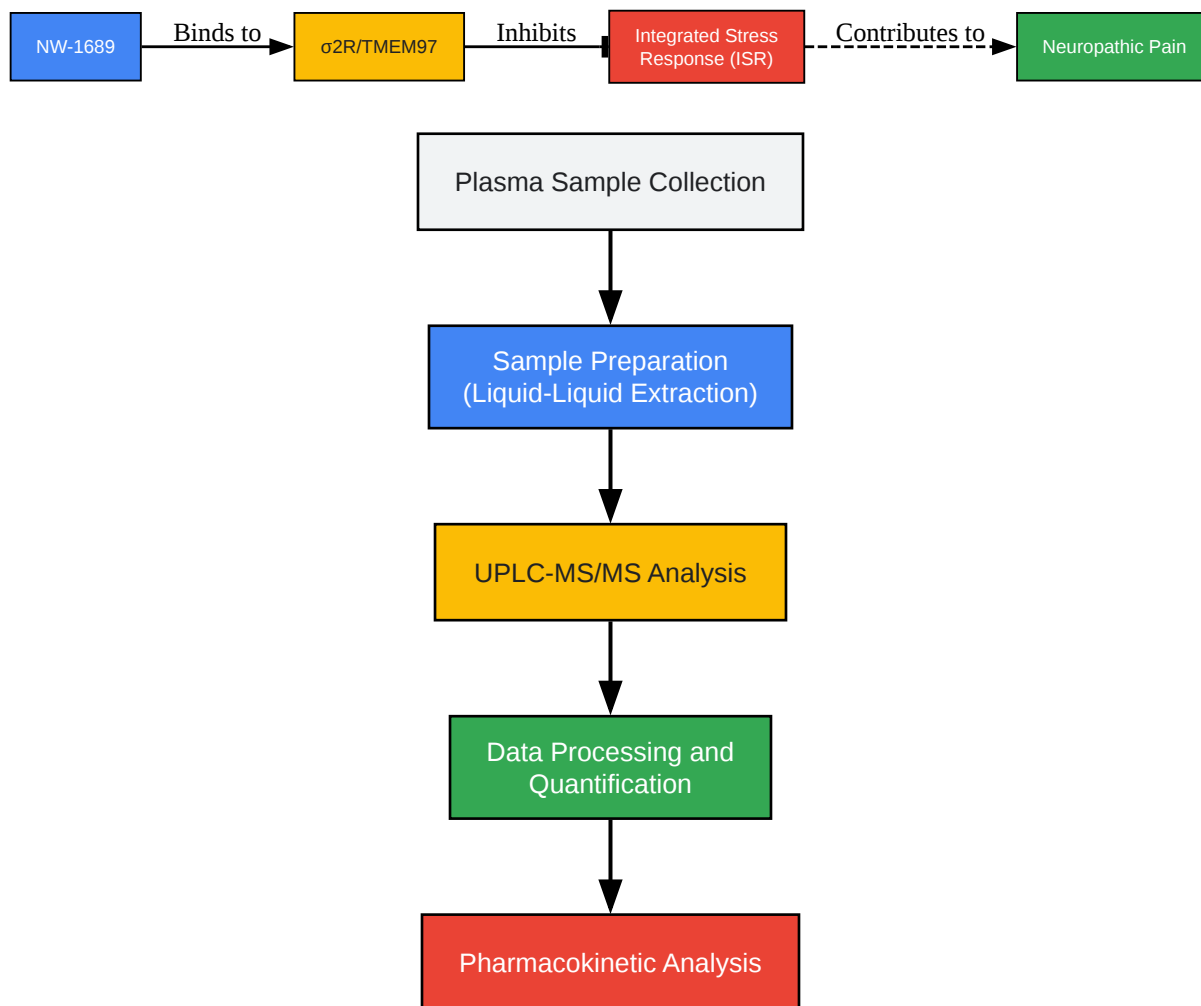 NW-1689
Binds to
σ2R/TMEM97
Inhibits
Integrated Stress
Response (ISR)
Contributes to
Neuropathic Pain
Plasma Sample Collection
Sample Preparation
(Liquid-Liquid Extraction)
UPLC-MS/MS Analysis
Data Processing and
Quantification
Pharmacokinetic Analysis